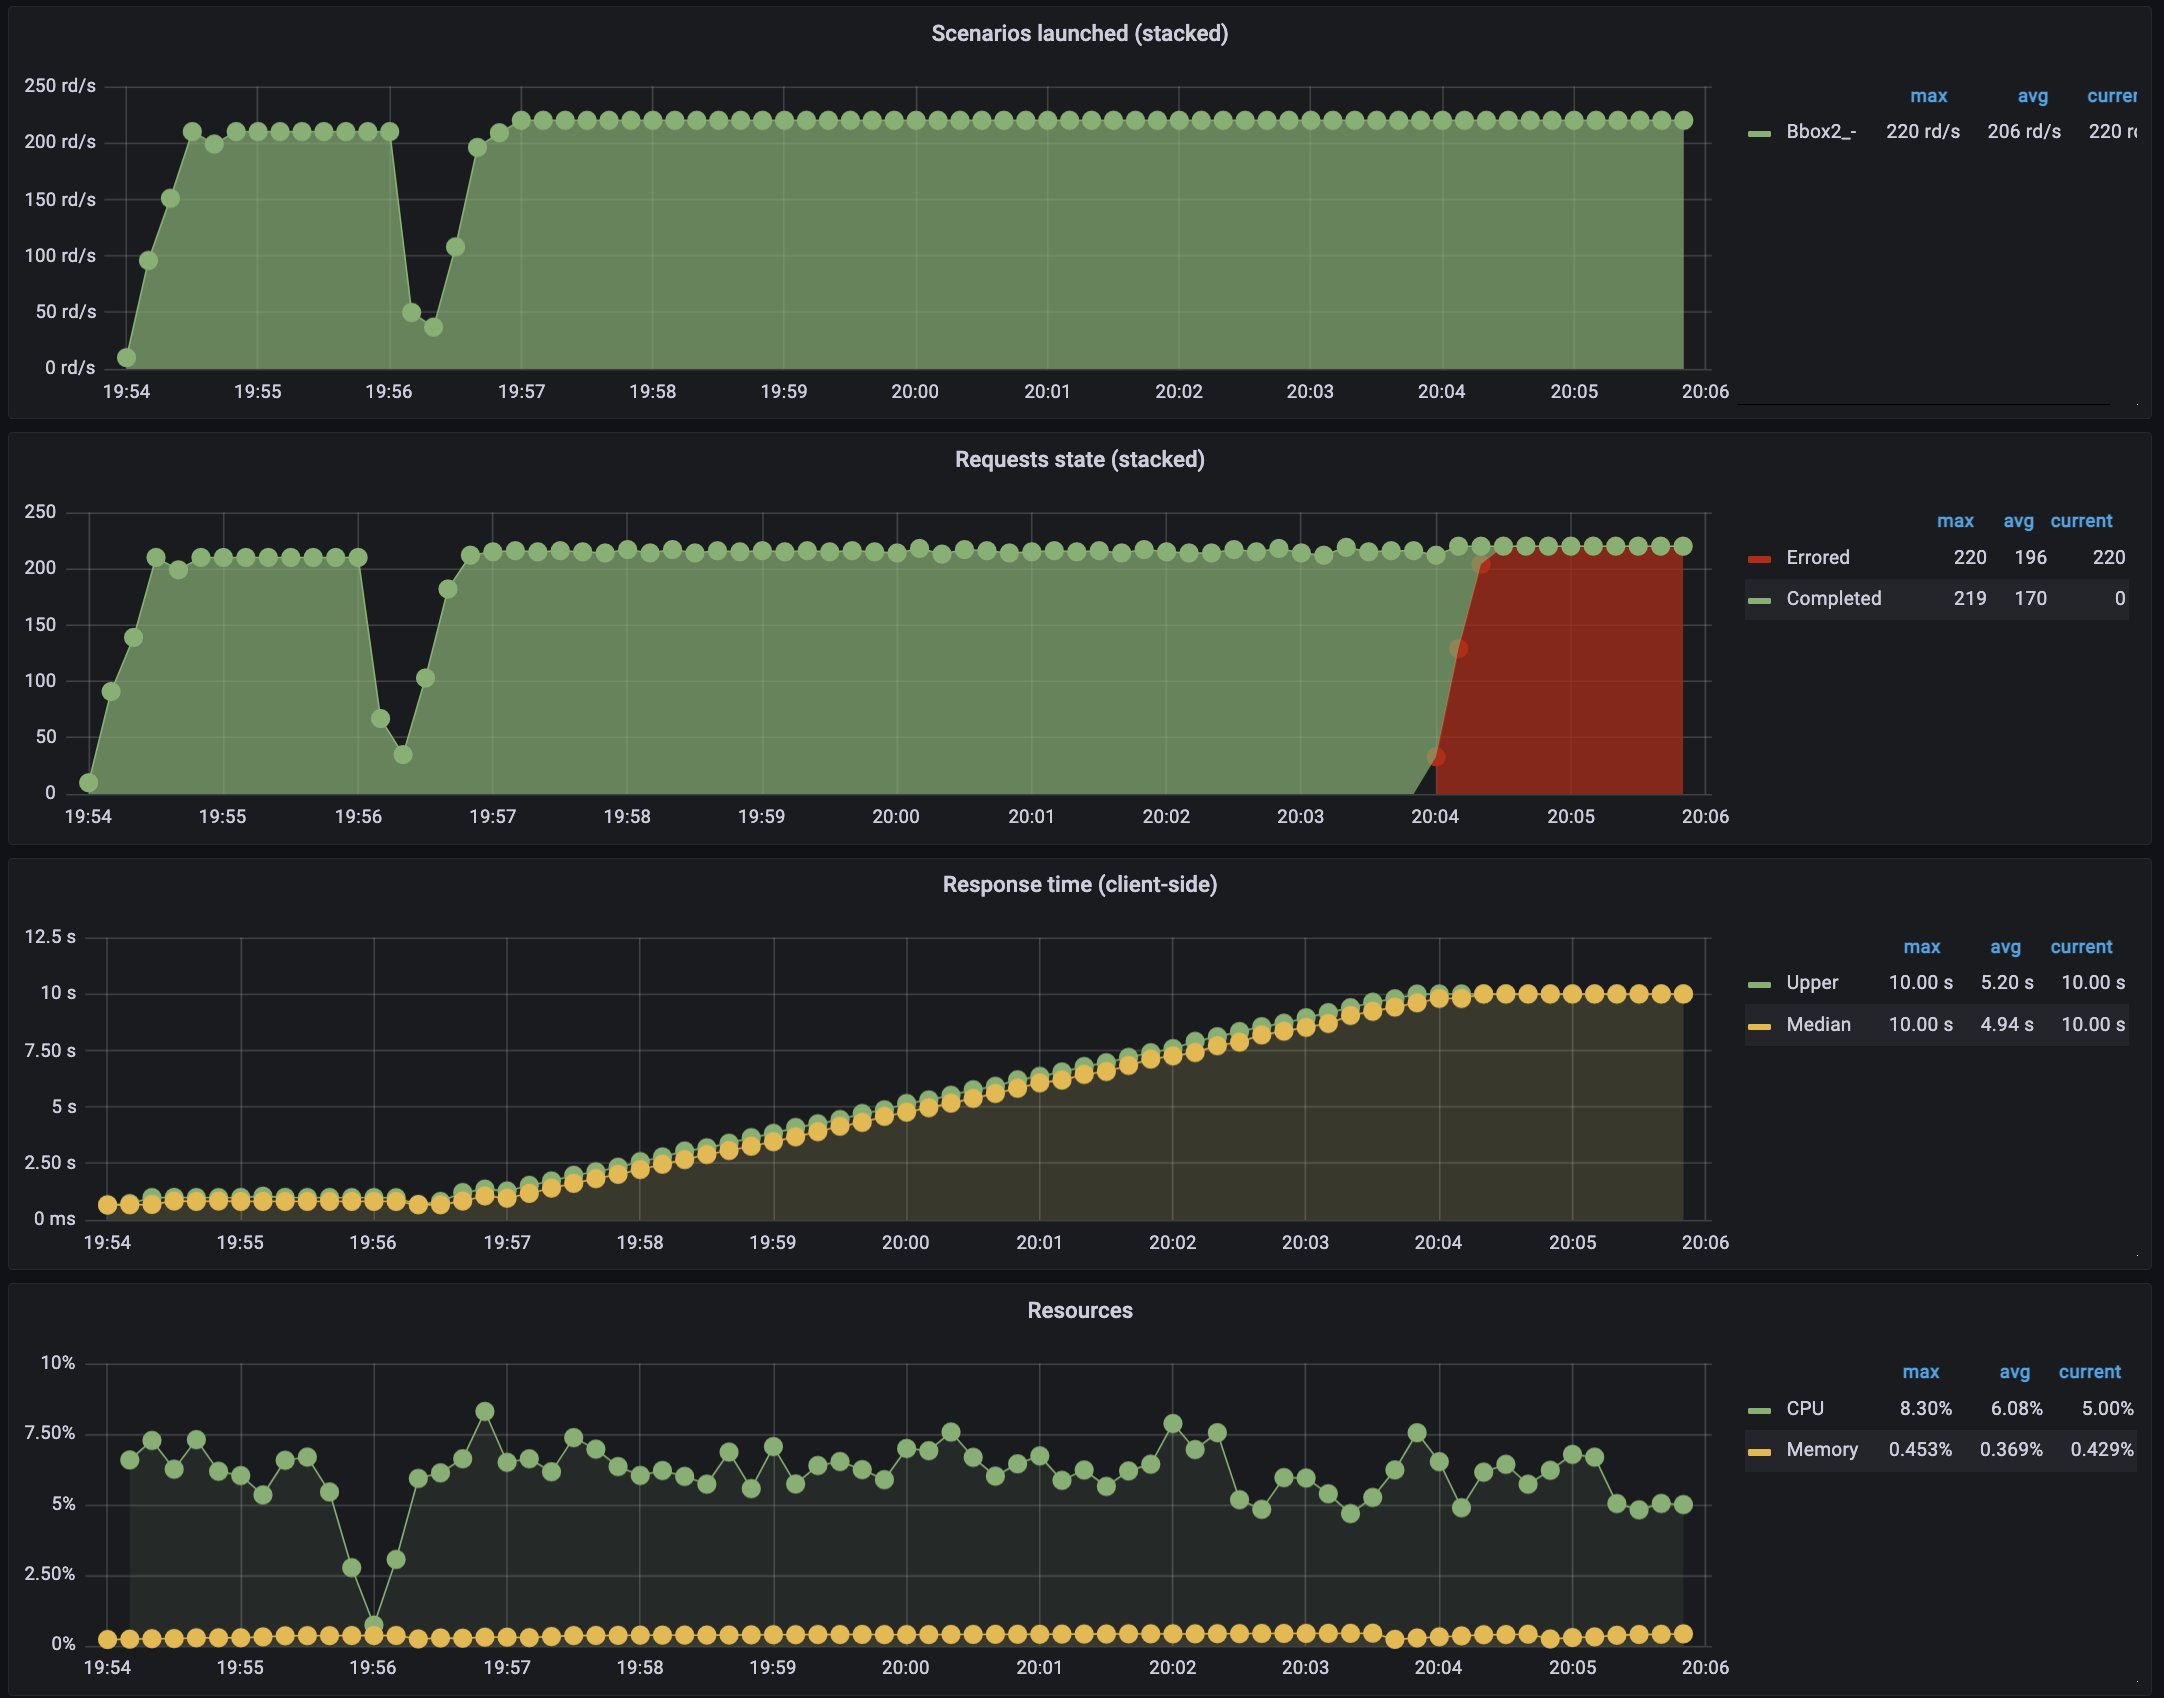 Scenarios launched (stacked)
250 rd/s
200 rd/s
150 rd/s
100 rd/s
50 rd/s
0 rd/s
19:54 19:55 19:56 19:57 19:58 19:59 20:00 20:01 20:02 20:03 20:04 20:05 20:06
max avg currer
Bbox2_- 220 rd/s 206 rd/s 220 r
Requests state (stacked)
250
200
150
100
50
0
19:54 19:55 19:56 19:57 19:58 19:59 20:00 20:01 20:02 20:03 20:04 20:05 20:06
max avg current
Errored 220 196 220
Completed 219 170 0
Response time (client-side)
12.5 s
10 s
7.50 s
5 s
2.50 s
0 ms
19:54 19:55 19:56 19:57 19:58 19:59 20:00 20:01 20:02 20:03 20:04 20:05 20:06
max avg current
Upper 10.00 s 5.20 s 10.00 s
Median 10.00 s 4.94 s 10.00 s
Resources
10%
7.50%
5%
2.50%
0%
19:54 19:55 19:56 19:57 19:58 19:59 20:00 20:01 20:02 20:03 20:04 20:05 20:06
max avg current
CPU 8.30% 6.08% 5.00%
Memory 0.453% 0.369% 0.429%